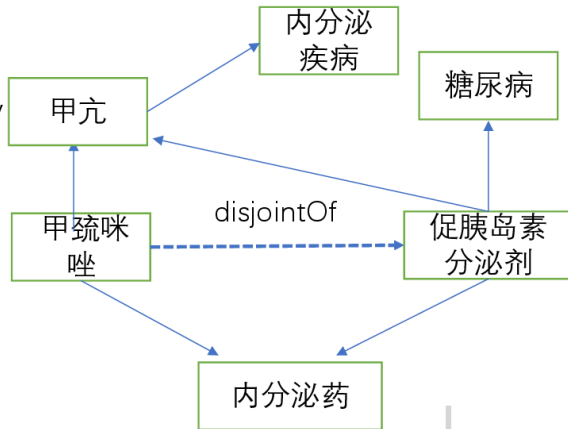 内分泌
疾病
糖尿病
甲亢
disjointOf
甲巯咪
唑
促胰岛素
分泌剂
内分泌药